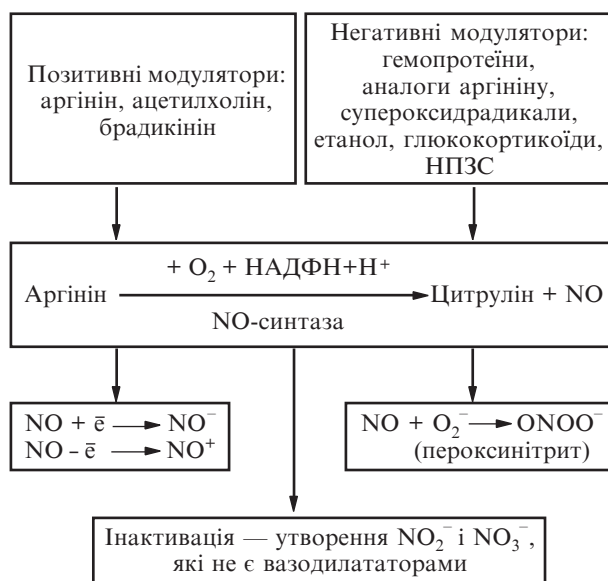 Позитивні модулятори:
аргінін, ацетилхолін,
брадикінін
Негативні модулятори:
гемопротеїни,
аналоги аргініну,
супероксидрадикали,
етанол, глюкокортикоїди,
НПЗС
+ O₂ + НАДФН+Н⁺
Аргінін ⟶ Цитрулін + NO
NO-синтаза
NO + ē ⟶ NO⁻
NO – ē ⟶ NO⁺
NO + O₂⁻ ⟶ ONOO⁻
(пероксинітрит)
Інактивація — утворення NO₂⁻ і NO₃⁻,
які не є вазодилататорами